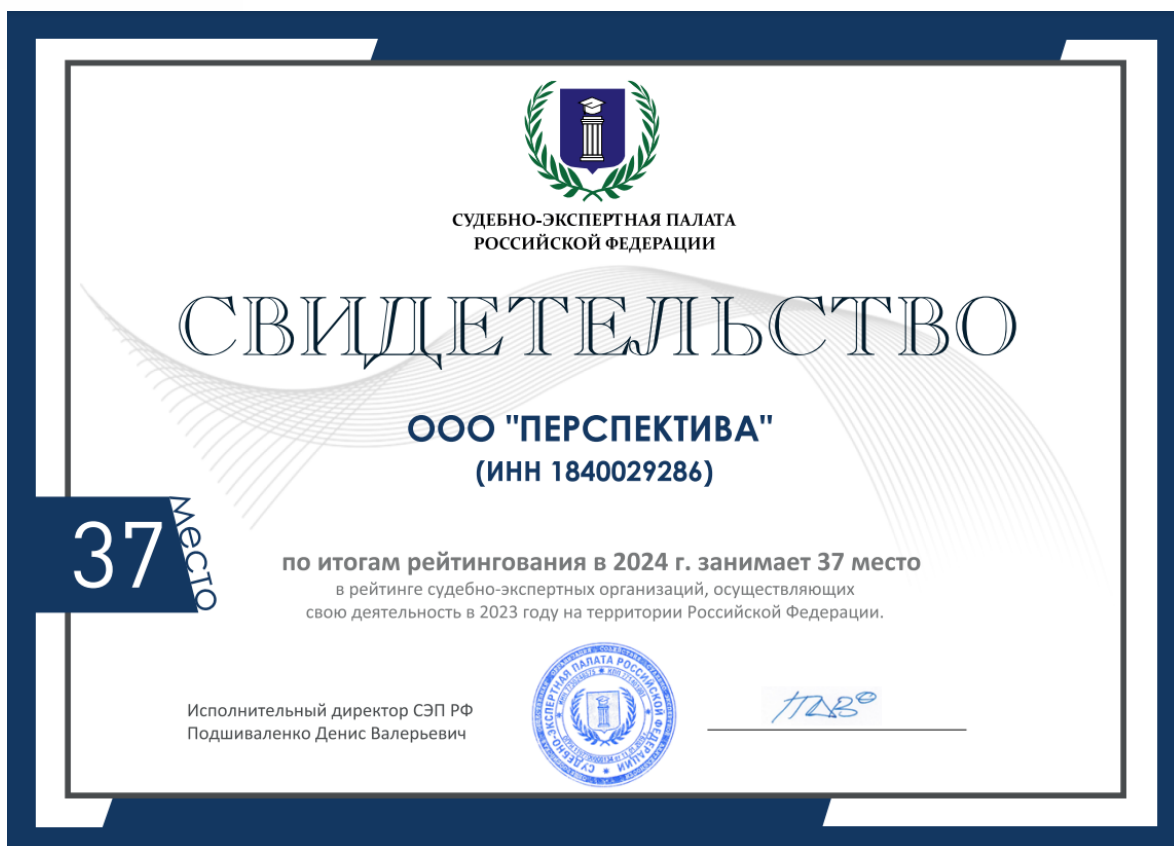 СУДЕБНО-ЭКСПЕРТНАЯ ПАЛАТА
РОССИЙСКОЙ ФЕДЕРАЦИИ
СВИДЕТЕЛЬСТВО
ООО "ПЕРСПЕКТИВА"
(ИНН 1840029286)
37
место
по итогам рейтингования в 2024 г. занимает 37 место
в рейтинге судебно-экспертных организаций, осуществляющих
свою деятельность в 2023 году на территории Российской Федерации.
СУДЕБНО-ЭКСПЕРТНАЯ ПАЛАТА РОССИЙСКОЙ ФЕДЕРАЦИИ
Исполнительный директор СЭП РФ
Подшиваленко Денис Валерьевич